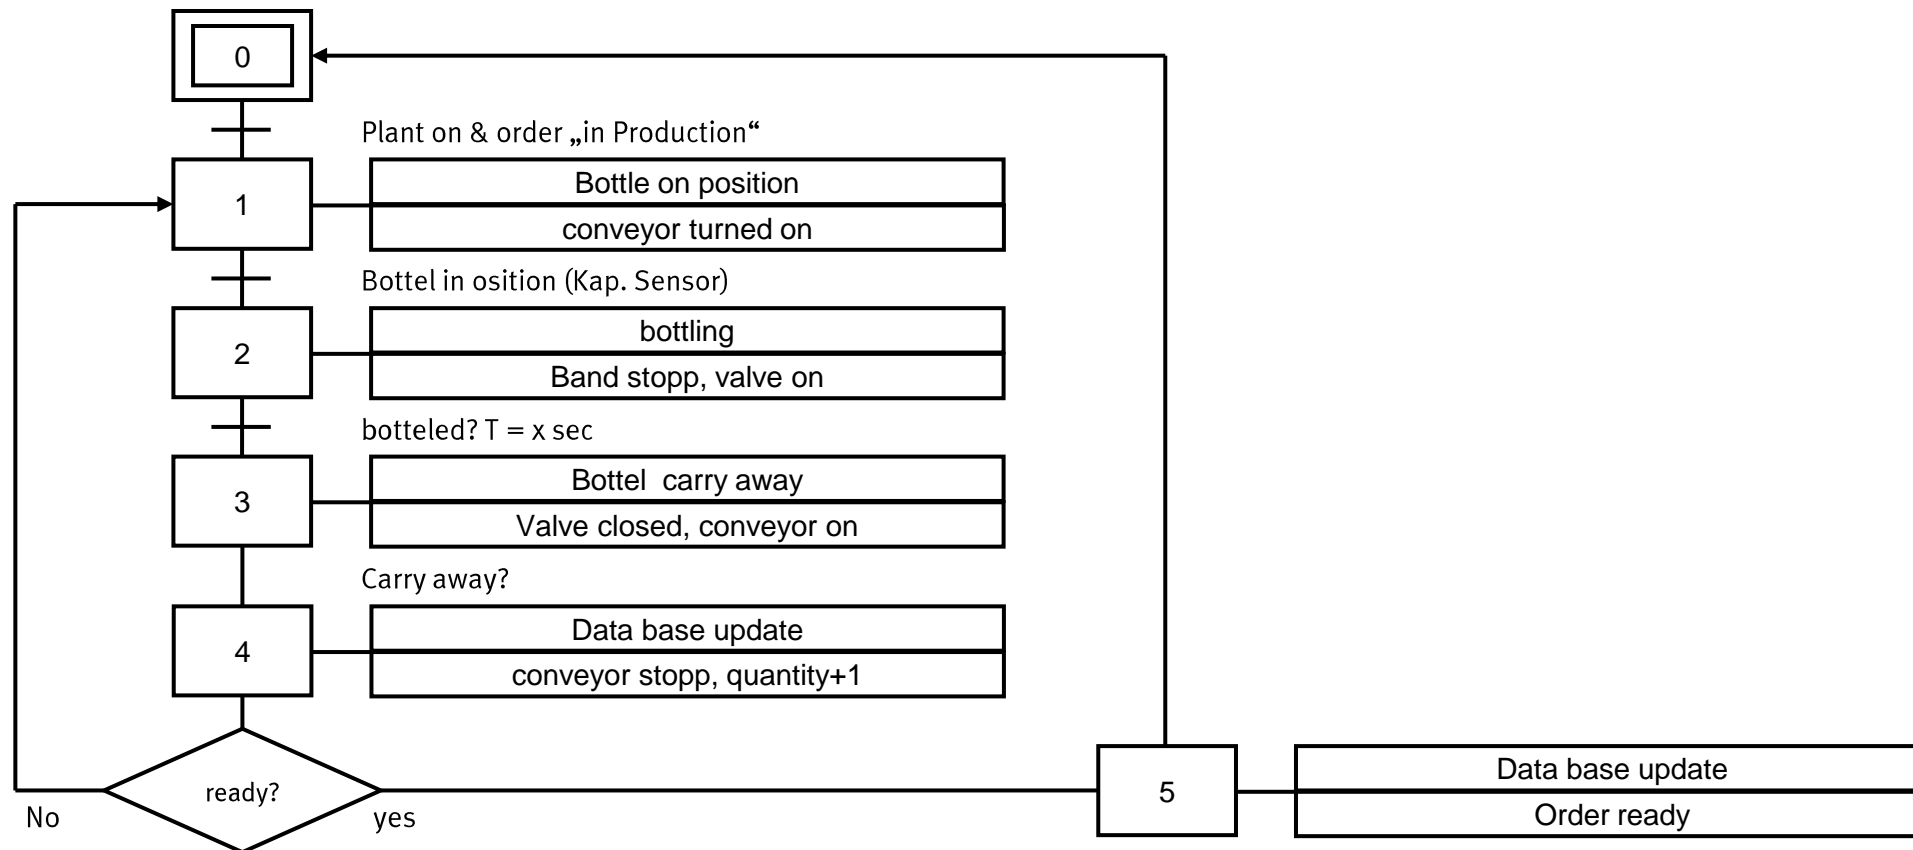 0
Plant on & order „in Production“
1
Bottle on position
conveyor turned on
Bottel in osition (Kap. Sensor)
2
bottling
Band stopp, valve on
botteled? T = x sec
3
Bottel  carry away
Valve closed, conveyor on
Carry away?
4
Data base update
conveyor stopp, quantity+1
ready?
No
yes
5
Data base update
Order ready